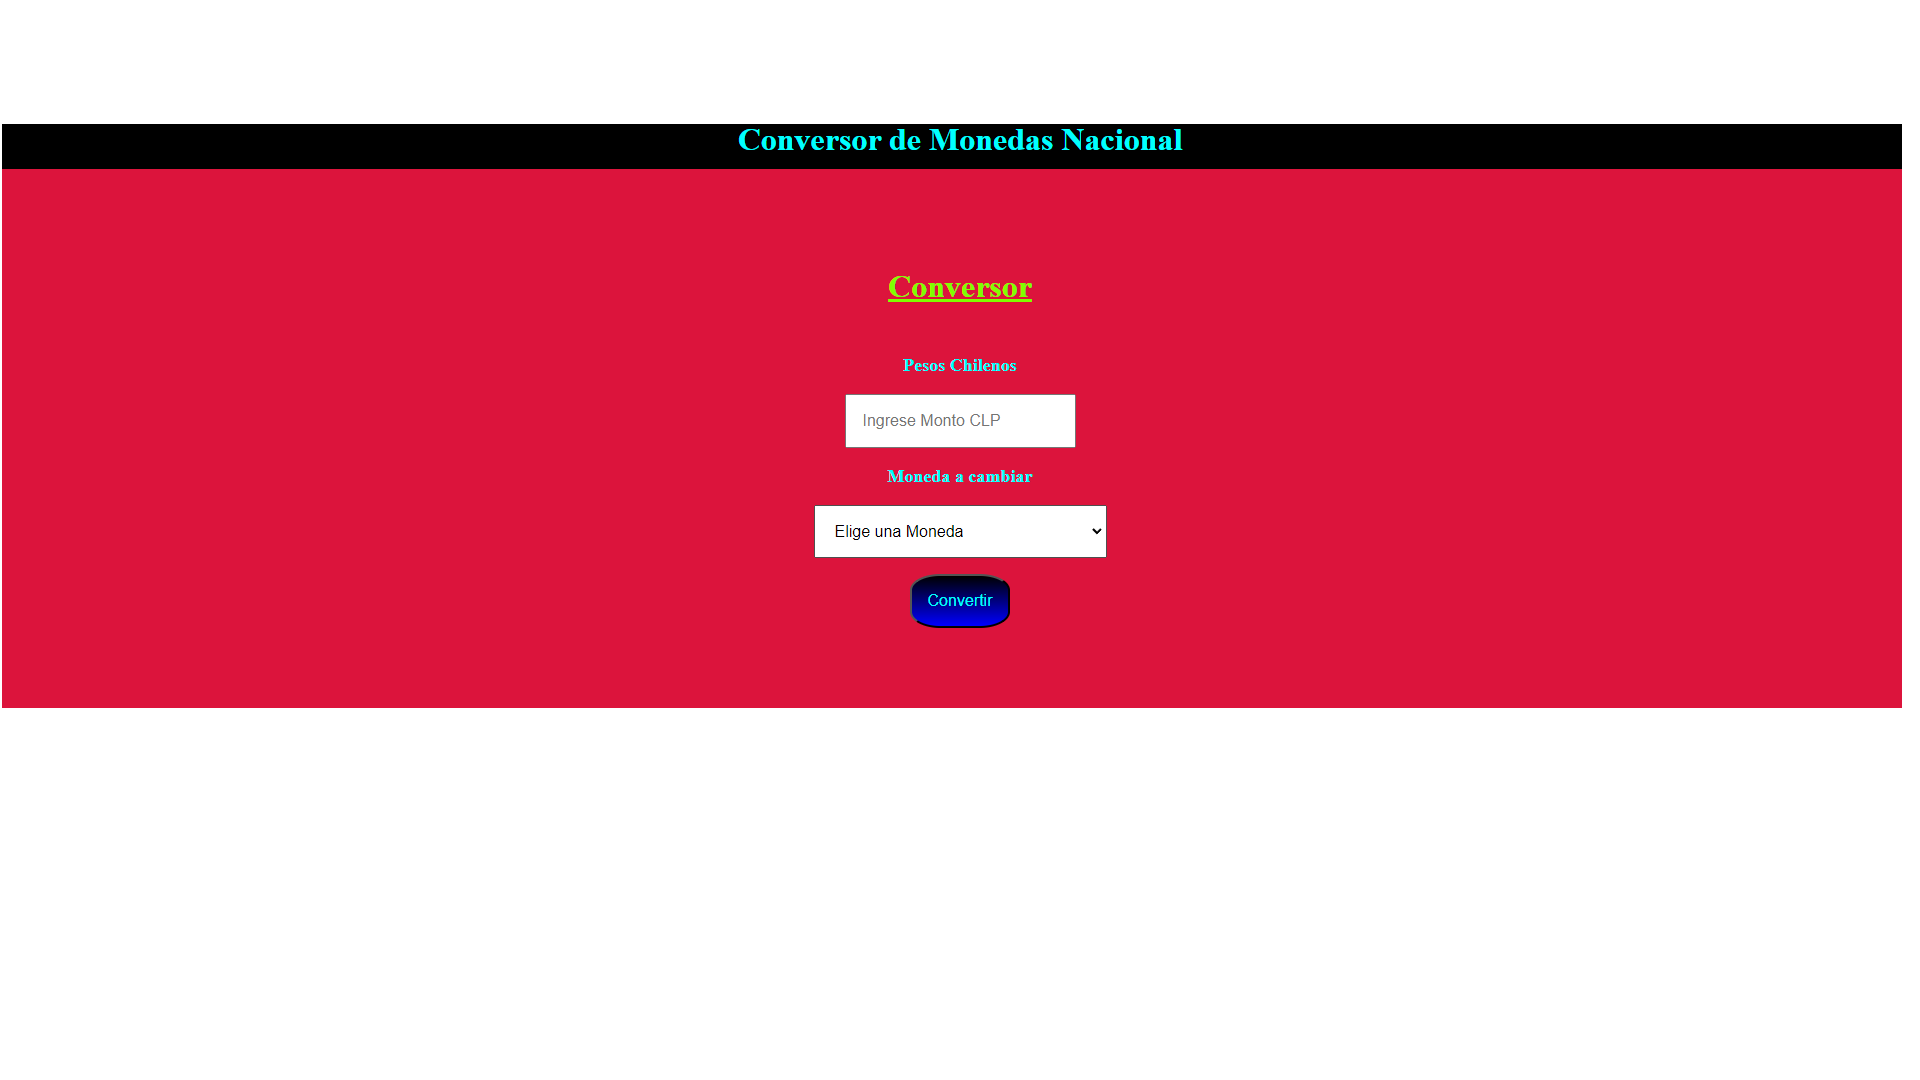 Conversor de Monedas Nacional
Conversor
Pesos Chilenos
Ingrese Monto CLP
Moneda a cambiar
Elige una Moneda
Convertir